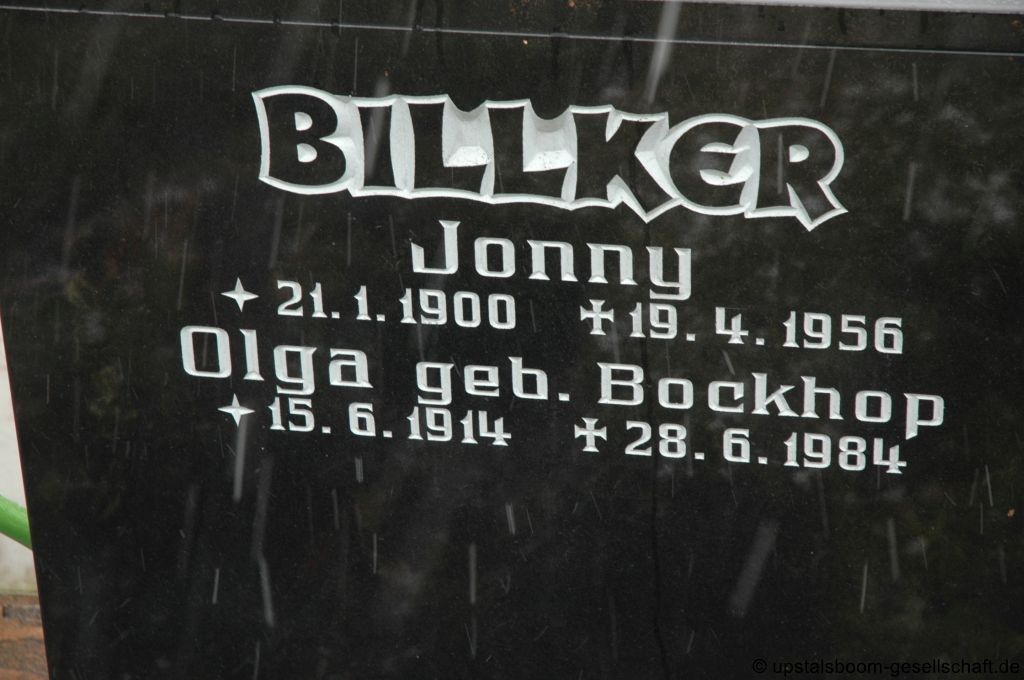 BILLKER
Jonny
✦ 21.1.1900 ✠ 19.4.1956
Olga geb. Bockhop
✦ 15.6.1914 ✠ 28.6.1984
© upstalsboom-gesellschaft.de